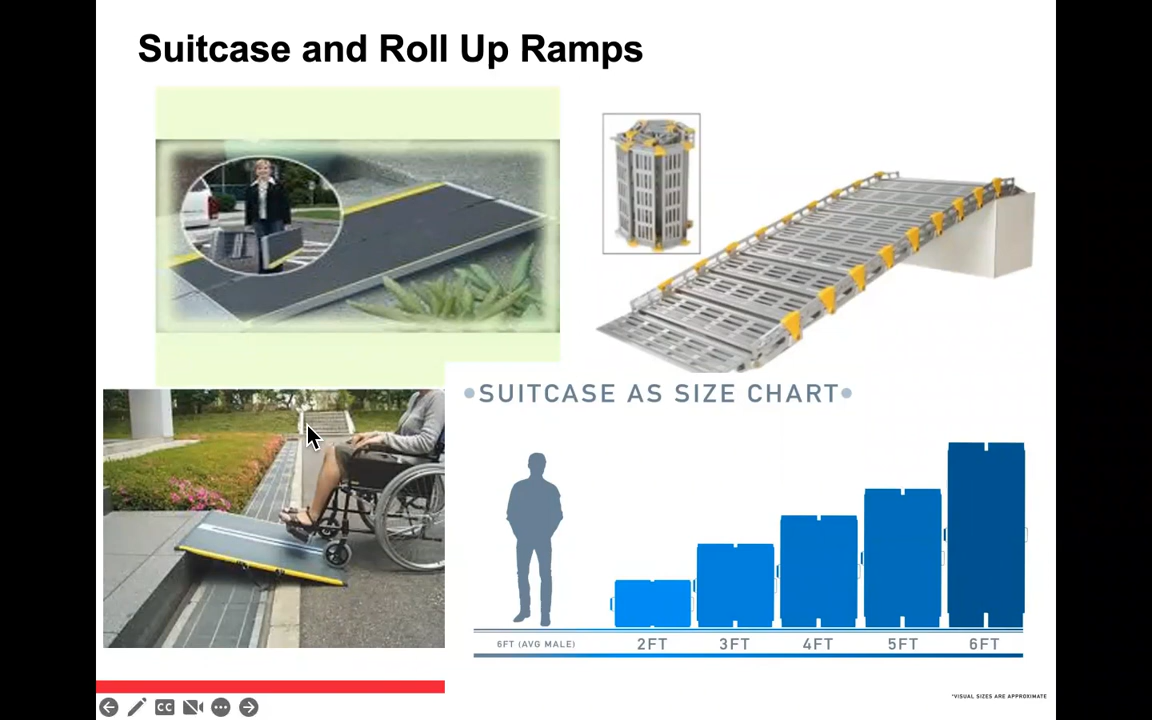 Suitcase and Roll Up Ramps
•SUITCASE AS SIZE CHART•
6FT (AVG MALE) 2FT 3FT 4FT 5FT 6FT
*VISUAL SIZES ARE APPROXIMATE
CC